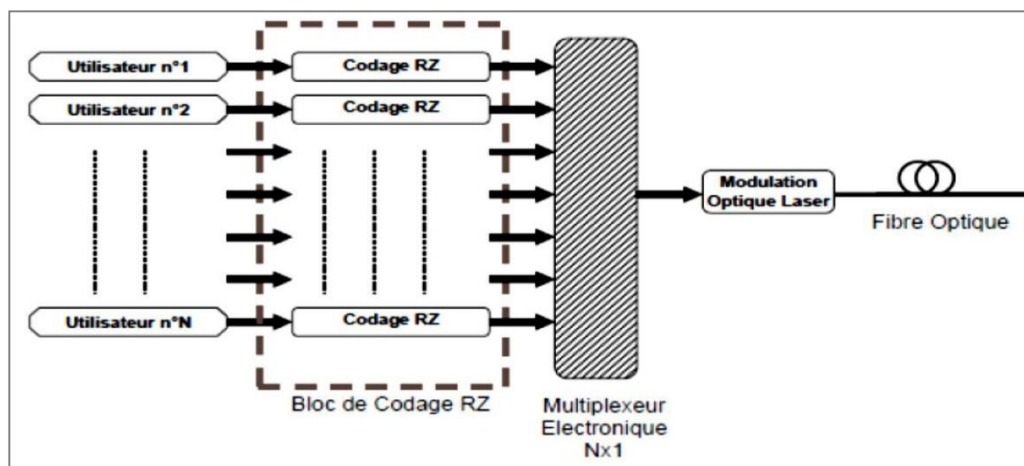 Utilisateur n°1
Codage RZ
Utilisateur n°2
Codage RZ
Modulation
Optique Laser
Fibre Optique
Utilisateur n°N
Codage RZ
Bloc de Codage RZ
Multiplexeur
Electronique
Nx1